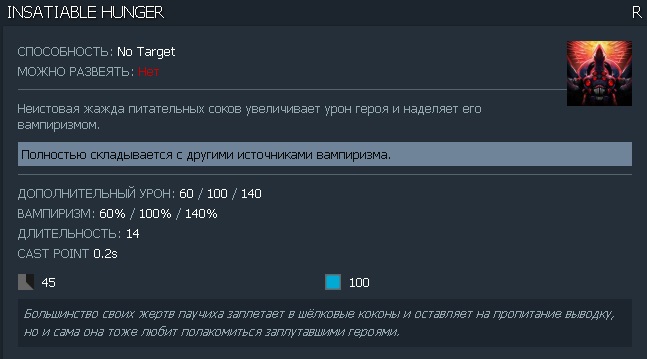 INSATIABLE HUNGER R
СПОСОБНОСТЬ: No Target
МОЖНО РАЗВЕЯТЬ: Нет
Неистовая жажда питательных соков увеличивает урон героя и наделяет его
вампиризмом.
Полностью складывается с другими источниками вампиризма.
ДОПОЛНИТЕЛЬНЫЙ УРОН: 60 / 100 / 140
ВАМПИРИЗМ: 60% / 100% / 140%
ДЛИТЕЛЬНОСТЬ: 14
CAST POINT 0.2s
45 100
Большинство своих жертв паучиха заплетает в шёлковые коконы и оставляет на пропитание выводку,
но и сама она тоже любит полакомиться заплутавшими героями.